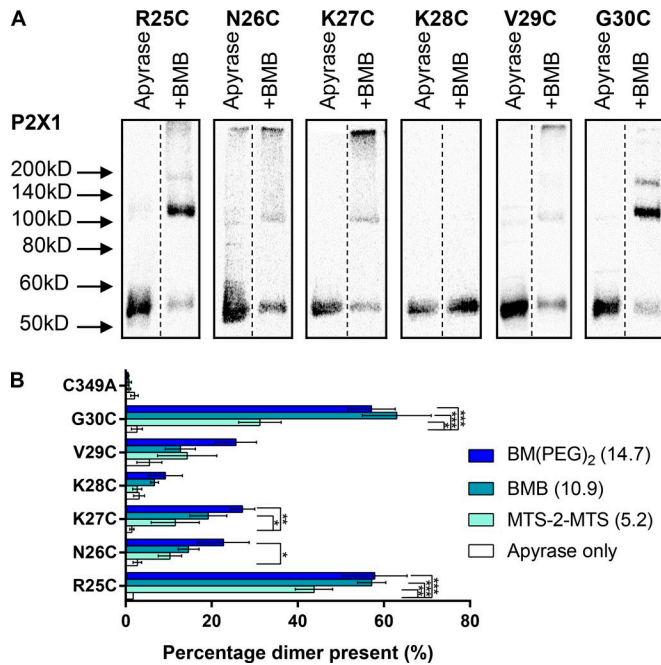 A
R25C N26C K27C K28C V29C G30C
Apyrase +BMB Apyrase +BMB Apyrase +BMB Apyrase +BMB Apyrase +BMB Apyrase +BMB
P2X1
200kD
140kD
100kD
80kD
60kD
50kD
B
C349A
G30C
V29C
K28C
K27C
N26C
R25C
* *** ***
* **
*
BM(PEG)₂ (14.7)
BMB (10.9)
MTS-2-MTS (5.2)
Apyrase only
0 20 40 60 80
Percentage dimer present (%)